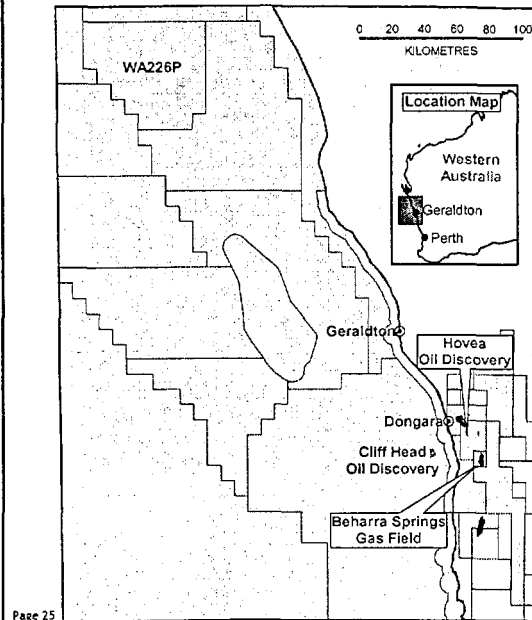 0 20 40 60 80 100
KILOMETRES
WA226P
Location Map
Western
Australia
Geraldton
Perth
Geraldton
Hovea
Oil Discovery
Dongara
Cliff Head
Oil Discovery
Beharra Springs
Gas Field
Page 25